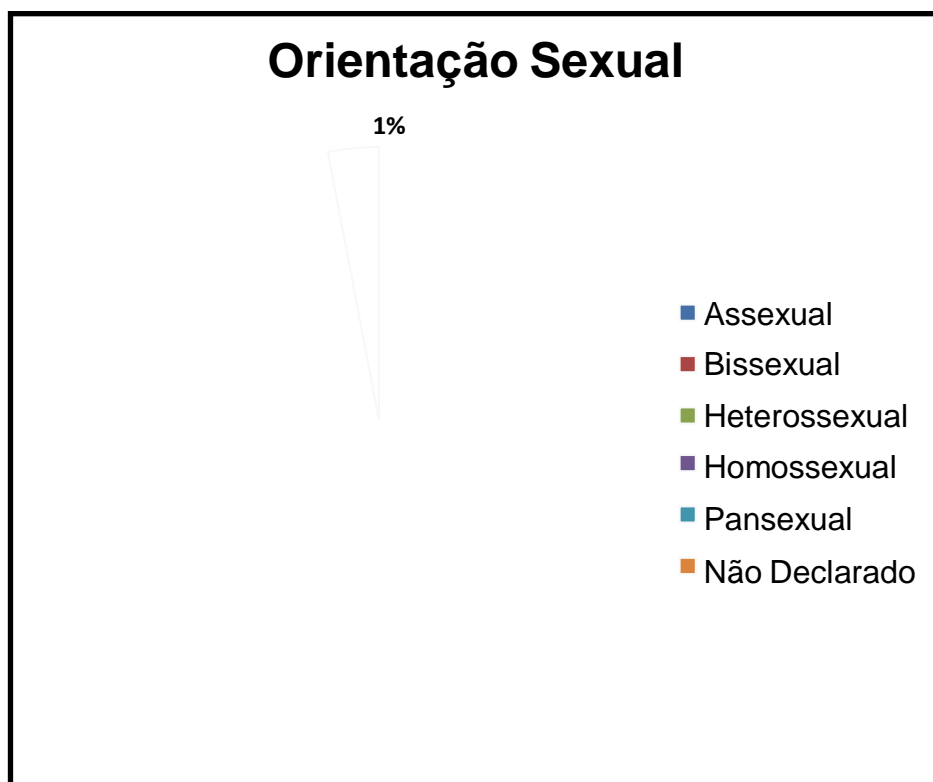 Orientação Sexual
1%
Assexual
Bissexual
Heterossexual
Homossexual
Pansexual
Não Declarado